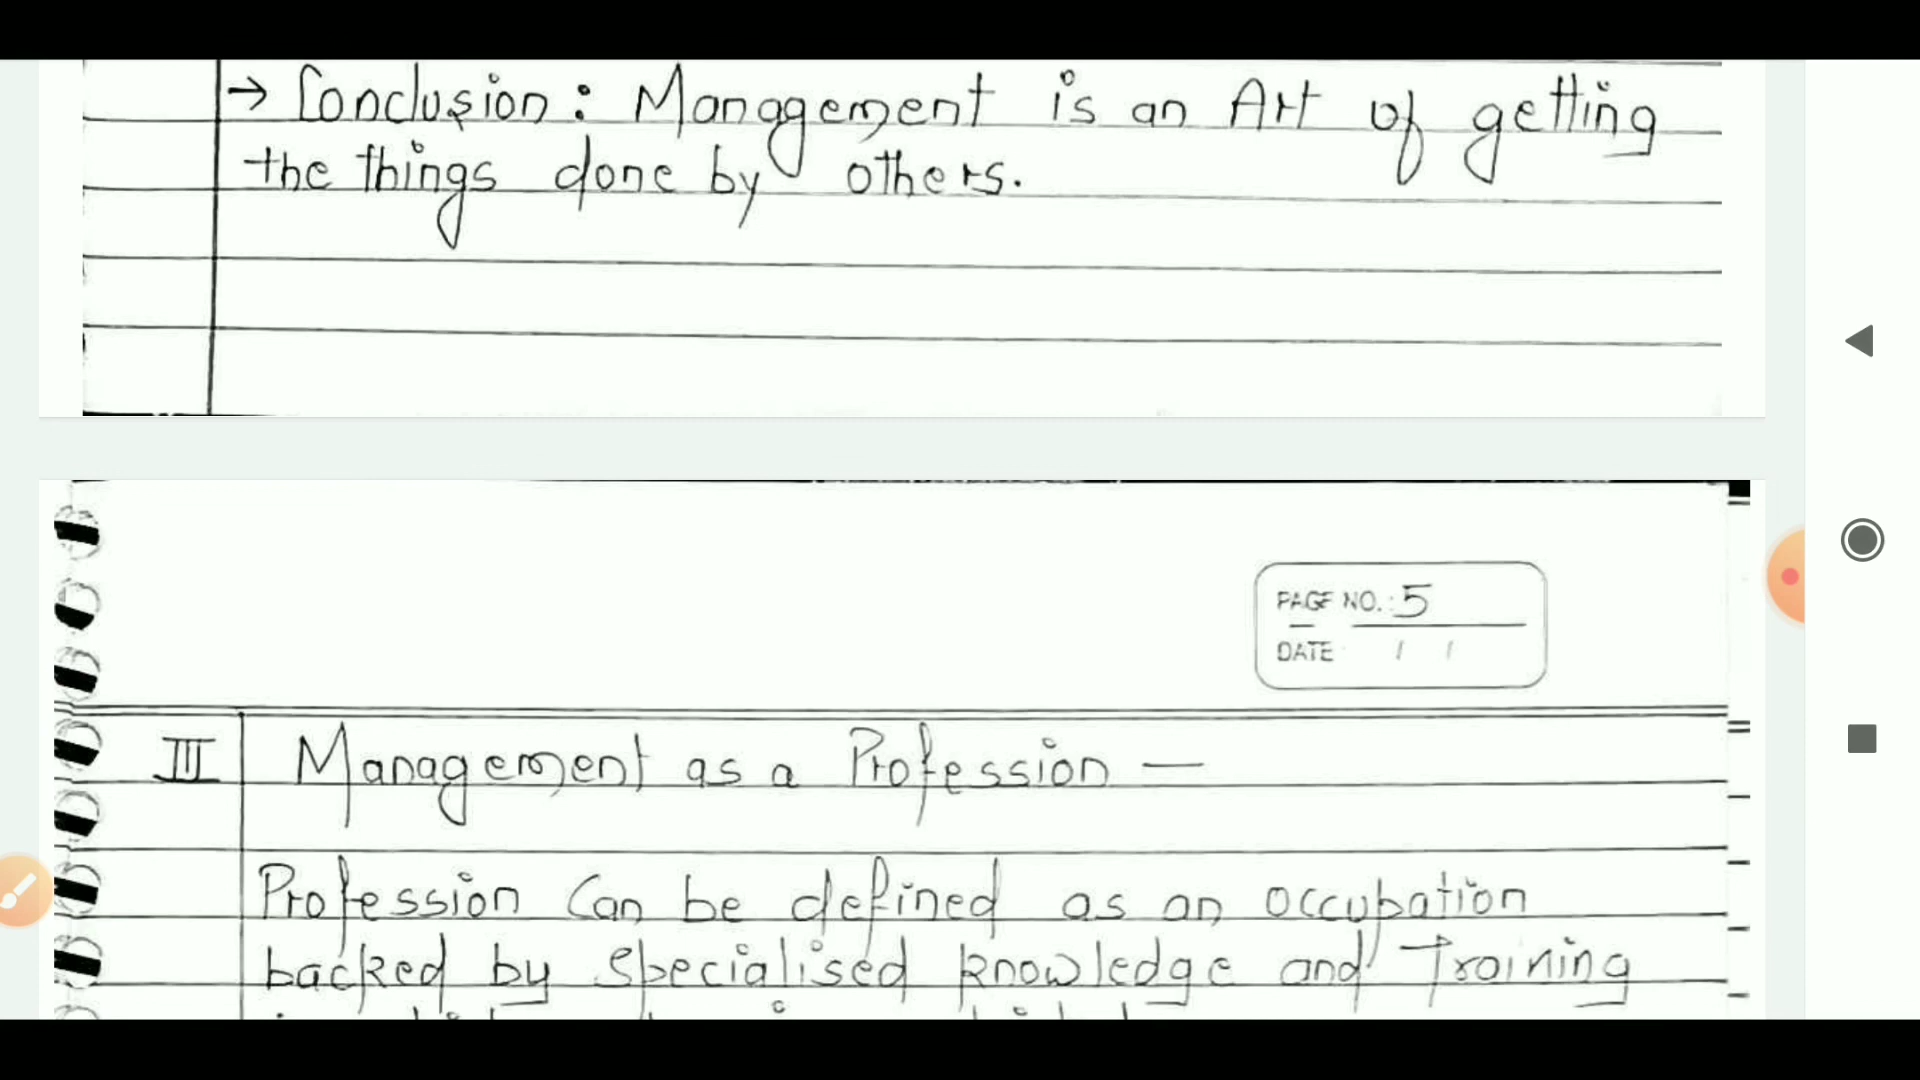 → Conclusion: Management is an Art of getting
the things done by others.
PAGE NO.: 5
DATE / /
III Management as a Profession —
Profession can be defined as an occupation
backed by specialised knowledge and Training